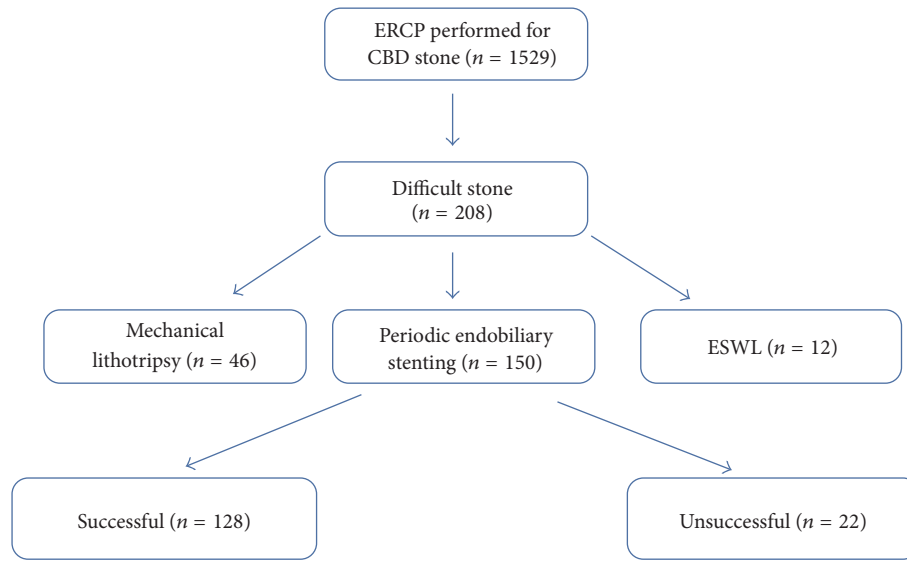 ERCP performed for
CBD stone (n = 1529)
Difficult stone
(n = 208)
Mechanical
lithotripsy (n = 46)
Periodic endobiliary
stenting (n = 150)
ESWL (n = 12)
Successful (n = 128)
Unsuccessful (n = 22)